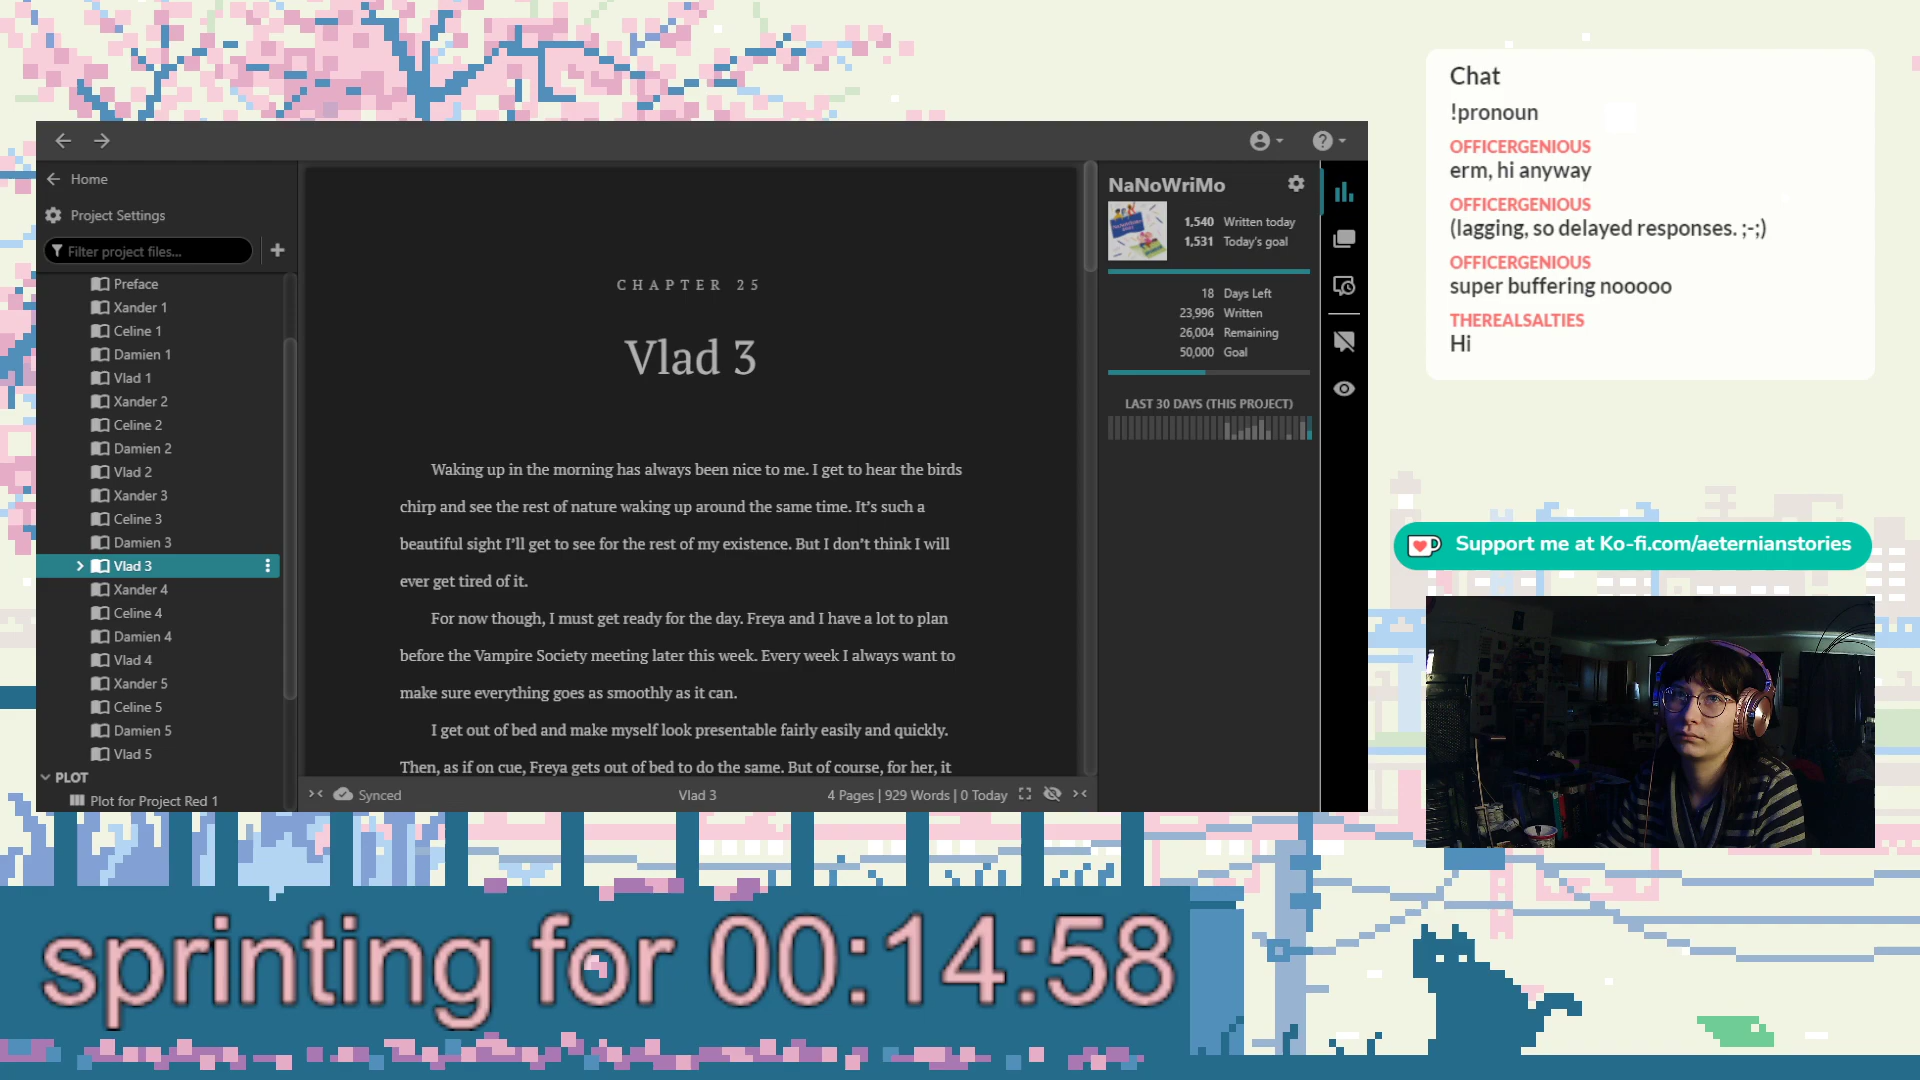 Home
Project Settings
Filter project files...
Preface
Xander 1
Celine 1
Damien 1
Vlad 1
Xander 2
Celine 2
Damien 2
Vlad 2
Xander 3
Celine 3
Damien 3
Vlad 3
Xander 4
Celine 4
Damien 4
Vlad 4
Xander 5
Celine 5
Damien 5
Vlad 5
PLOT
Plot for Project Red 1
CHAPTER 25
Vlad 3
Waking up in the morning has always been nice to me. I get to hear the birds
chirp and see the rest of nature waking up around the same time. It’s such a
beautiful sight I’ll get to see for the rest of my existence. But I don’t think I will
ever get tired of it.
For now though, I must get ready for the day. Freya and I have a lot to plan
before the Vampire Society meeting later this week. Every week I always want to
make sure everything goes as smoothly as it can.
I get out of bed and make myself look presentable fairly easily and quickly.
Then, as if on cue, Freya gets out of bed to do the same. But of course, for her, it
Synced
Vlad 3
4 Pages | 929 Words | 0 Today
NaNoWriMo
1,540 Written today
1,531 Today's goal
18 Days Left
23,996 Written
26,004 Remaining
50,000 Goal
LAST 30 DAYS (THIS PROJECT)
Chat
!pronoun
OFFICERGENIOUS
erm, hi anyway
OFFICERGENIOUS
(lagging, so delayed responses. ;-;)
OFFICERGENIOUS
super buffering nooooo
THEREALSALTIES
Hi
Support me at Ko-fi.com/aeternianstories
sprinting for 00:14:58